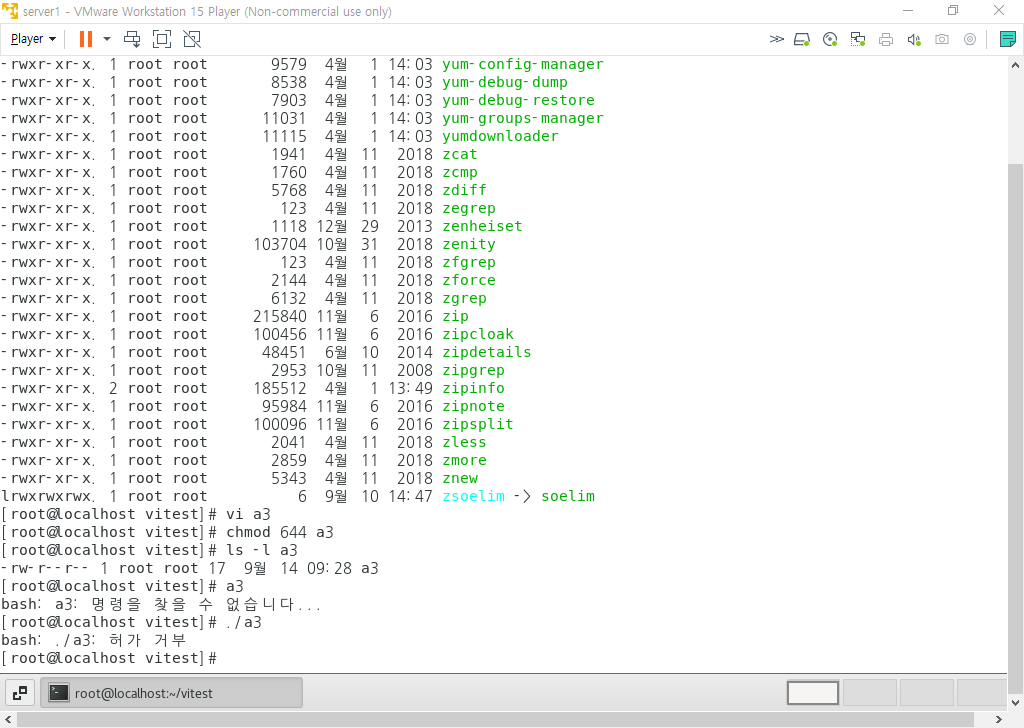 server1 - VMware Workstation 15 Player (Non-commercial use only)
Player
-rwxr-xr-x. 1 root root 9579 4월 1 14:03 yum-config-manager
-rwxr-xr-x. 1 root root 8538 4월 1 14:03 yum-debug-dump
-rwxr-xr-x. 1 root root 7903 4월 1 14:03 yum-debug-restore
-rwxr-xr-x. 1 root root 11031 4월 1 14:03 yum-groups-manager
-rwxr-xr-x. 1 root root 11115 4월 1 14:03 yumdownloader
-rwxr-xr-x. 1 root root 1941 4월 11 2018 zcat
-rwxr-xr-x. 1 root root 1760 4월 11 2018 zcmp
-rwxr-xr-x. 1 root root 5768 4월 11 2018 zdiff
-rwxr-xr-x. 1 root root 123 4월 11 2018 zegrep
-rwxr-xr-x. 1 root root 1118 12월 29 2013 zenheiset
-rwxr-xr-x. 1 root root 103704 10월 31 2018 zenity
-rwxr-xr-x. 1 root root 123 4월 11 2018 zfgrep
-rwxr-xr-x. 1 root root 2144 4월 11 2018 zforce
-rwxr-xr-x. 1 root root 6132 4월 11 2018 zgrep
-rwxr-xr-x. 1 root root 215840 11월 6 2016 zip
-rwxr-xr-x. 1 root root 100456 11월 6 2016 zipcloak
-rwxr-xr-x. 1 root root 48451 6월 10 2014 zipdetails
-rwxr-xr-x. 1 root root 2953 10월 11 2008 zipgrep
-rwxr-xr-x. 2 root root 185512 4월 1 13:49 zipinfo
-rwxr-xr-x. 1 root root 95984 11월 6 2016 zipnote
-rwxr-xr-x. 1 root root 100096 11월 6 2016 zipsplit
-rwxr-xr-x. 1 root root 2041 4월 11 2018 zless
-rwxr-xr-x. 1 root root 2859 4월 11 2018 zmore
-rwxr-xr-x. 1 root root 5343 4월 11 2018 znew
lrwxrwxrwx. 1 root root 6 9월 10 14:47 zsoelim -> soelim
[root@localhost vitest]# vi a3
[root@localhost vitest]# chmod 644 a3
[root@localhost vitest]# ls -l a3
-rw-r--r-- 1 root root 17 9월 14 09:28 a3
[root@localhost vitest]# a3
bash: a3: 명령을 찾을 수 없습니다...
[root@localhost vitest]# ./a3
bash: ./a3: 허가 거부
[root@localhost vitest]#
root@localhost:~/vitest